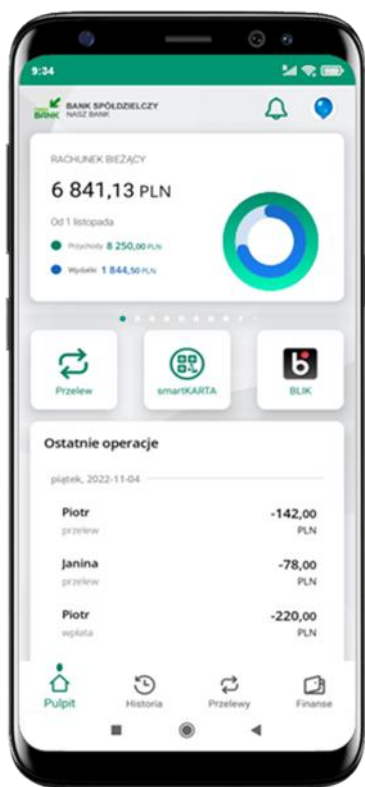 9:34
BANK SPÓŁDZIELCZY
BANK NASZ BANK
RACHUNEK BIEŻĄCY
6 841,13 PLN
Od 1 listopada
Przychody 8 250,00 PLN
Wydatki 1 844,50 PLN
Przelew
smartKARTA
BLIK
Ostatnie operacje
piątek, 2022-11-04
Piotr -142,00
przelew PLN
Janina -78,00
przelew PLN
Piotr -220,00
wpłata PLN
Pulpit
Historia
Przelewy
Finanse